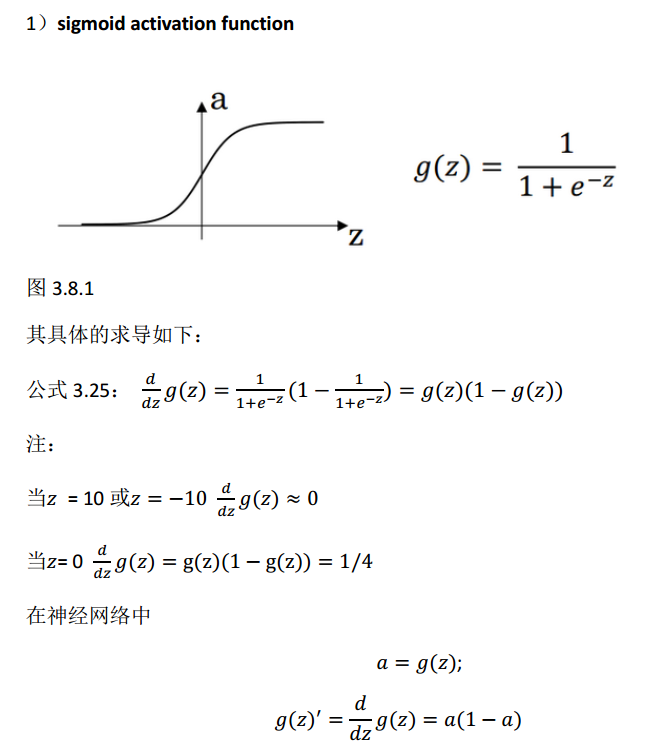 1）sigmoid activation function
a
g(z) = 1 / (1 + e^{−z})
z
图 3.8.1
其具体的求导如下：
公式 3.25： d/dz g(z) = 1/(1+e^{−z}) (1 − 1/(1+e^{−z})) = g(z)(1 − g(z))
注：
当z = 10 或z = −10 d/dz g(z) ≈ 0
当z= 0 d/dz g(z) = g(z)(1 − g(z)) = 1/4
在神经网络中
a = g(z);
g(z)′ = d/dz g(z) = a(1 − a)